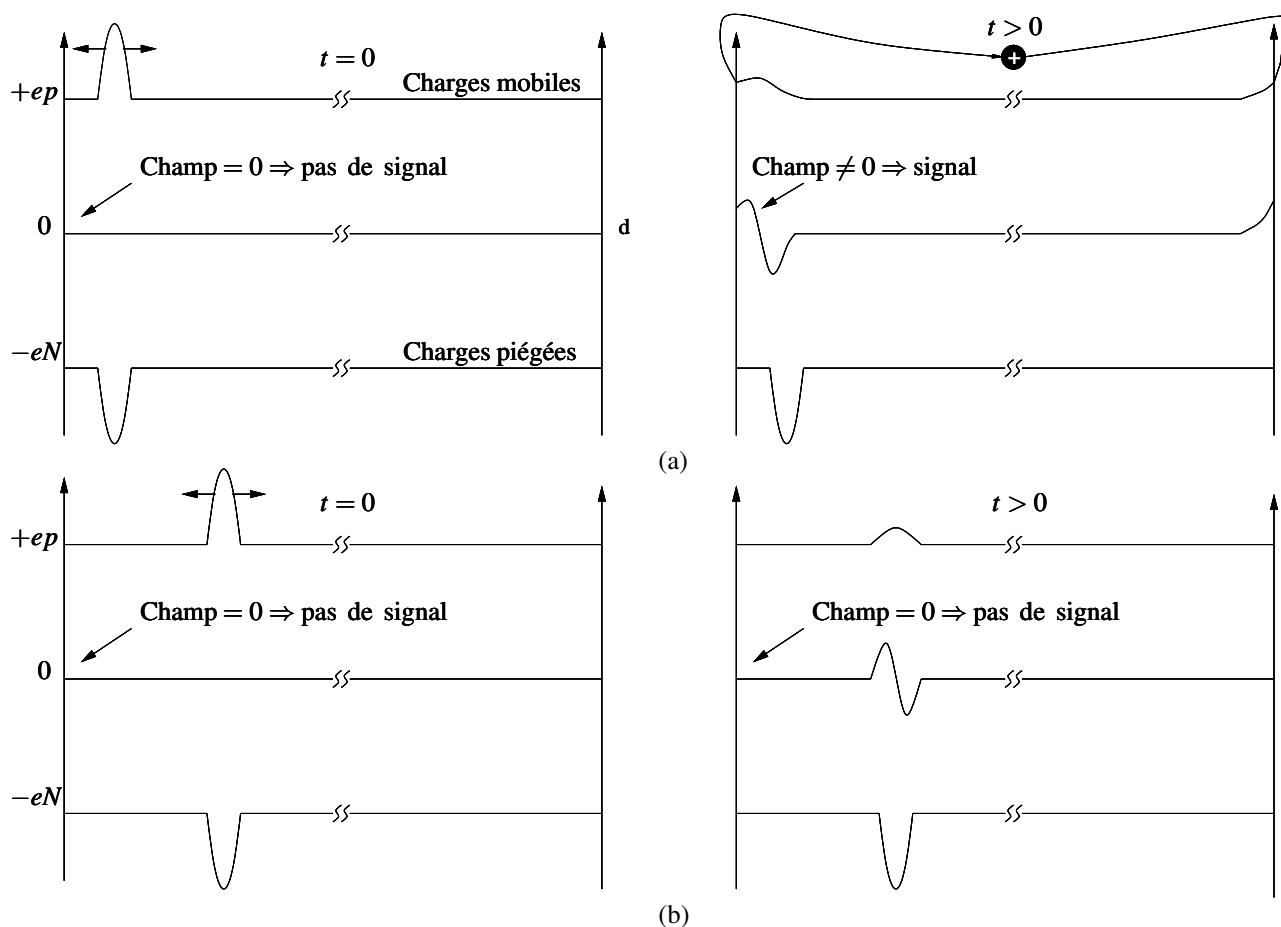 t = 0
t > 0
+ep
Charges mobiles
+
Champ = 0 ⇒ pas de signal
Champ ≠ 0 ⇒ signal
0
d
−eN
Charges piégées
(a)
t = 0
t > 0
+ep
Champ = 0 ⇒ pas de signal
Champ = 0 ⇒ pas de signal
0
−eN
(b)